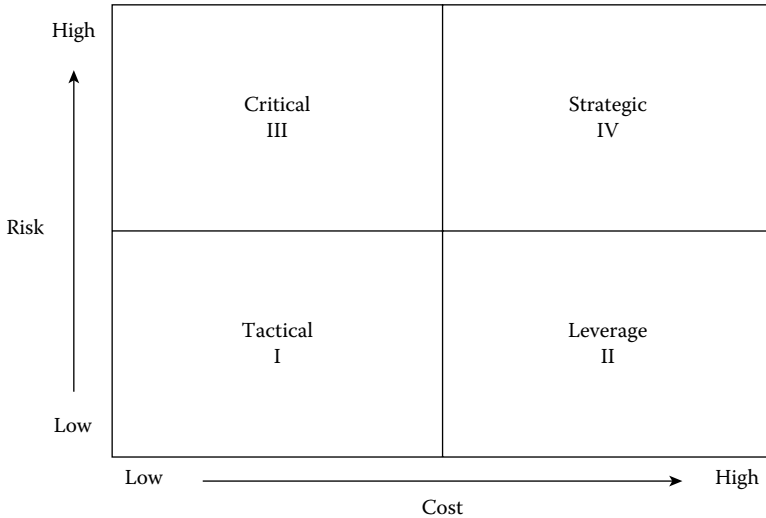 High
Critical
III
Strategic
IV
Risk
Tactical
I
Leverage
II
Low
Low
High
Cost